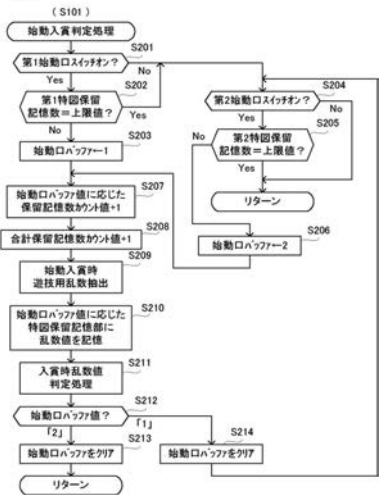 (S101)
始動入賞判定処理
S201
第1始動口スイッチオン?
Yes
No
S202
第1特図保留
記憶数=上限値?
No
Yes
S203
始動口バッファ←1
S204
第2始動口スイッチオン?
Yes
No
S205
第2特図保留
記憶数=上限値?
No
Yes
リターン
S206
始動口バッファ←2
S207
始動口バッファ値に応じた
保留記憶数カウント値+1
S208
合計保留記憶数カウント値+1
S209
始動入賞時
遊技用乱数抽出
S210
始動口バッファ値に応じた
特図保留記憶部に
乱数値を記憶
S211
入賞時乱数値
判定処理
S212
始動口バッファ値?
「2」
「1」
S213
始動口バッファをクリア
S214
始動口バッファをクリア
リターン